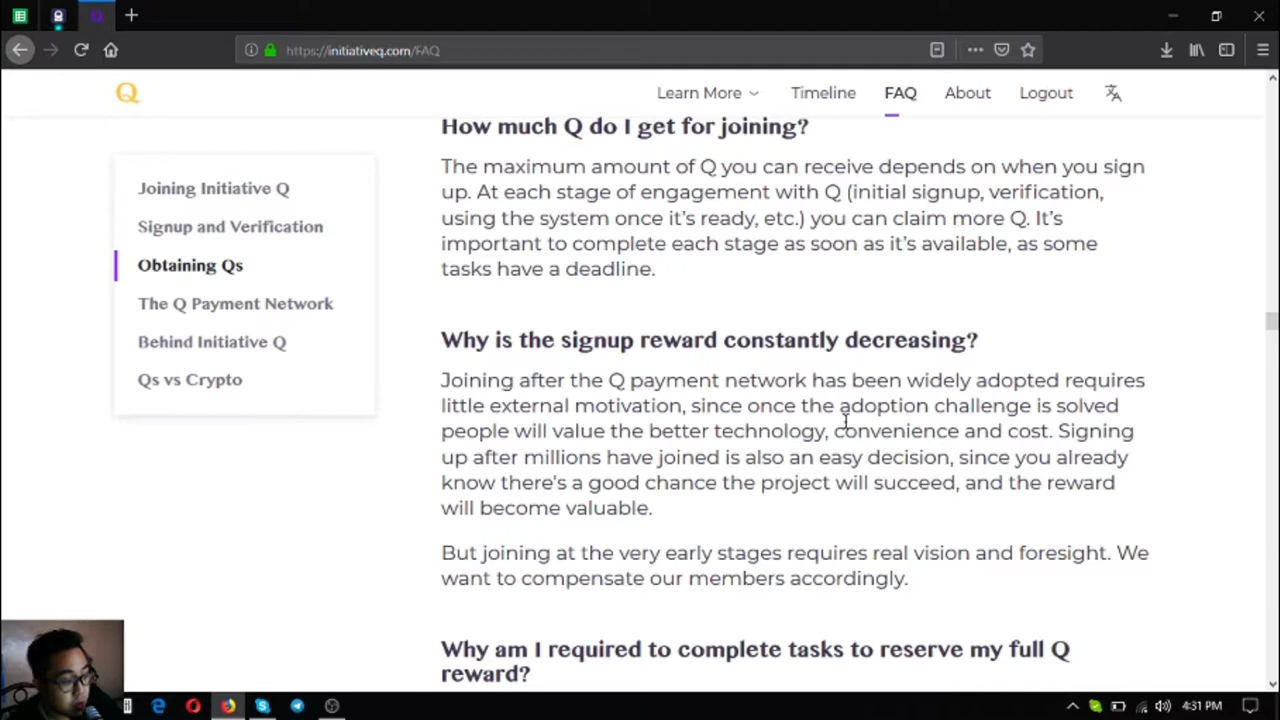 https://initiativeq.com/FAQ
Q
Learn More
Timeline
FAQ
About
Logout
Joining Initiative Q
Signup and Verification
Obtaining Qs
The Q Payment Network
Behind Initiative Q
Qs vs Crypto
How much Q do I get for joining?
The maximum amount of Q you can receive depends on when you sign
up. At each stage of engagement with Q (initial signup, verification,
using the system once it's ready, etc.) you can claim more Q. It's
important to complete each stage as soon as it's available, as some
tasks have a deadline.
Why is the signup reward constantly decreasing?
Joining after the Q payment network has been widely adopted requires
little external motivation, since once the adoption challenge is solved
people will value the better technology, convenience and cost. Signing
up after millions have joined is also an easy decision, since you already
know there's a good chance the project will succeed, and the reward
will become valuable.
But joining at the very early stages requires real vision and foresight. We
want to compensate our members accordingly.
Why am I required to complete tasks to reserve my full Q
reward?
4:31 PM